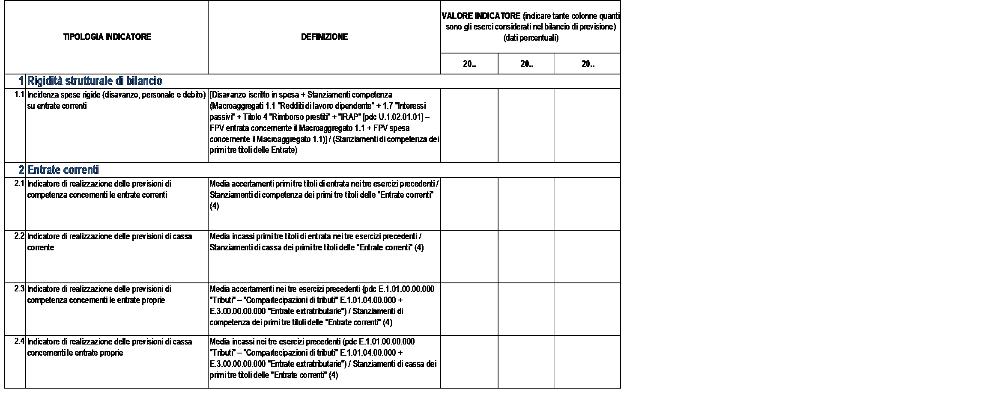 TIPOLOGIA INDICATORE
DEFINIZIONE
VALORE INDICATORE (indicare tante colonne quanti
sono gli eserci considerati nel bilancio di previsione)
(dati percentuali)
20..
20..
20..
1 Rigidità strutturale di bilancio
1.1 Incidenza spese rigide (disavanzo, personale e debito)
su entrate correnti
[Disavanzo iscritto in spesa + Stanziamenti competenza
(Macroaggregati 1.1 "Redditi di lavoro dipendente" + 1.7 "Interessi
passivi" + Titolo 4 "Rimborso prestiti" + "IRAP" [pdc U.1.02.01.01] –
FPV entrata concernente il Macroaggregato 1.1 + FPV spesa
concernente il Macroaggregato 1.1)] / (Stanziamenti di competenza dei
primi tre titoli delle Entrate)
2 Entrate correnti
2.1 Indicatore di realizzazione delle previsioni di
competenza concernenti le entrate correnti
Media accertamenti primi tre titoli di entrata nei tre esercizi precedenti /
Stanziamenti di competenza dei primi tre titoli delle "Entrate correnti"
(4)
2.2 Indicatore di realizzazione delle previsioni di cassa
corrente
Media incassi primi tre titoli di entrata nei tre esercizi precedenti /
Stanziamenti di cassa dei primi tre titoli delle "Entrate correnti" (4)
2.3 Indicatore di realizzazione delle previsioni di
competenza concernenti le entrate proprie
Media accertamenti nei tre esercizi precedenti (pdc E.1.01.00.00.000
"Tributi" – "Compartecipazioni di tributi" E.1.01.04.00.000 +
E.3.00.00.00.000 "Entrate extratributarie") / Stanziamenti di
competenza dei primi tre titoli delle "Entrate correnti" (4)
2.4 Indicatore di realizzazione delle previsioni di cassa
concernenti le entrate proprie
Media incassi nei tre esercizi precedenti (pdc E.1.01.00.00.000
"Tributi" – "Compartecipazioni di tributi" E.1.01.04.00.000 +
E.3.00.00.00.000 "Entrate extratributarie") / Stanziamenti di cassa dei
primi tre titoli delle "Entrate correnti" (4)